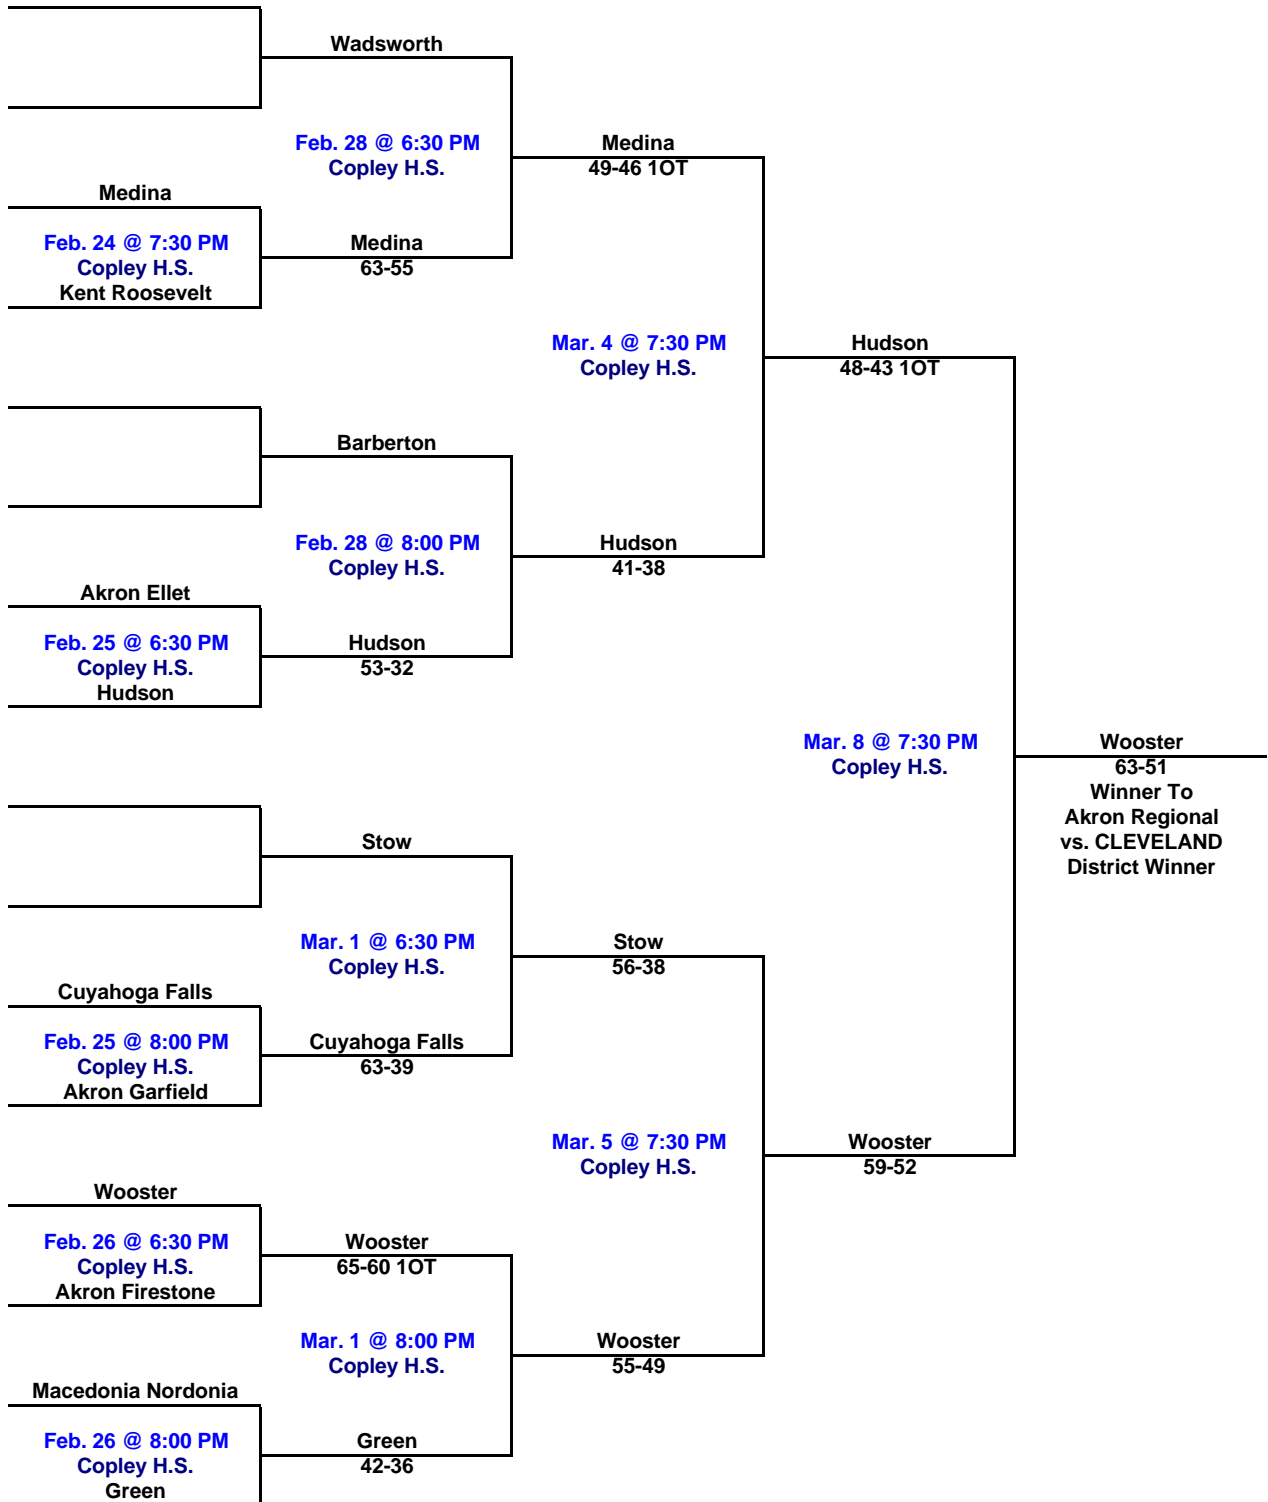 Wadsworth
Feb. 28 @ 6:30 PM
Copley H.S.
Medina
49-46 1OT
Medina
Feb. 24 @ 7:30 PM
Copley H.S.
Kent Roosevelt
Medina
63-55
Mar. 4 @ 7:30 PM
Copley H.S.
Hudson
48-43 1OT
Barberton
Feb. 28 @ 8:00 PM
Copley H.S.
Hudson
41-38
Akron Ellet
Feb. 25 @ 6:30 PM
Copley H.S.
Hudson
Hudson
53-32
Mar. 8 @ 7:30 PM
Copley H.S.
Wooster
63-51
Winner To
Akron Regional
vs. CLEVELAND
District Winner
Stow
Mar. 1 @ 6:30 PM
Copley H.S.
Stow
56-38
Cuyahoga Falls
Feb. 25 @ 8:00 PM
Copley H.S.
Akron Garfield
Cuyahoga Falls
63-39
Mar. 5 @ 7:30 PM
Copley H.S.
Wooster
59-52
Wooster
Feb. 26 @ 6:30 PM
Copley H.S.
Akron Firestone
Wooster
65-60 1OT
Mar. 1 @ 8:00 PM
Copley H.S.
Wooster
55-49
Macedonia Nordonia
Feb. 26 @ 8:00 PM
Copley H.S.
Green
Green
42-36